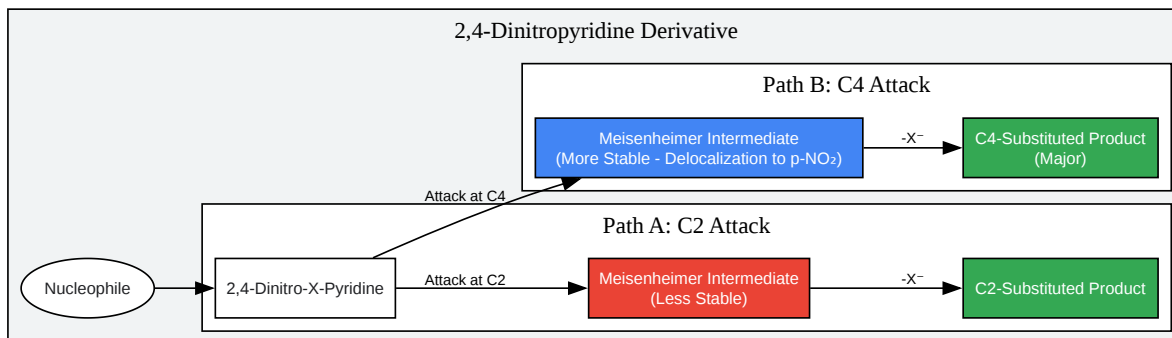 2,4-Dinitropyridine Derivative
Path B: C4 Attack
Meisenheimer Intermediate
(More Stable - Delocalization to p-NO₂)
-X⁻
C4-Substituted Product
(Major)
Attack at C4
Path A: C2 Attack
Nucleophile
2,4-Dinitro-X-Pyridine
Attack at C2
Meisenheimer Intermediate
(Less Stable)
-X⁻
C2-Substituted Product